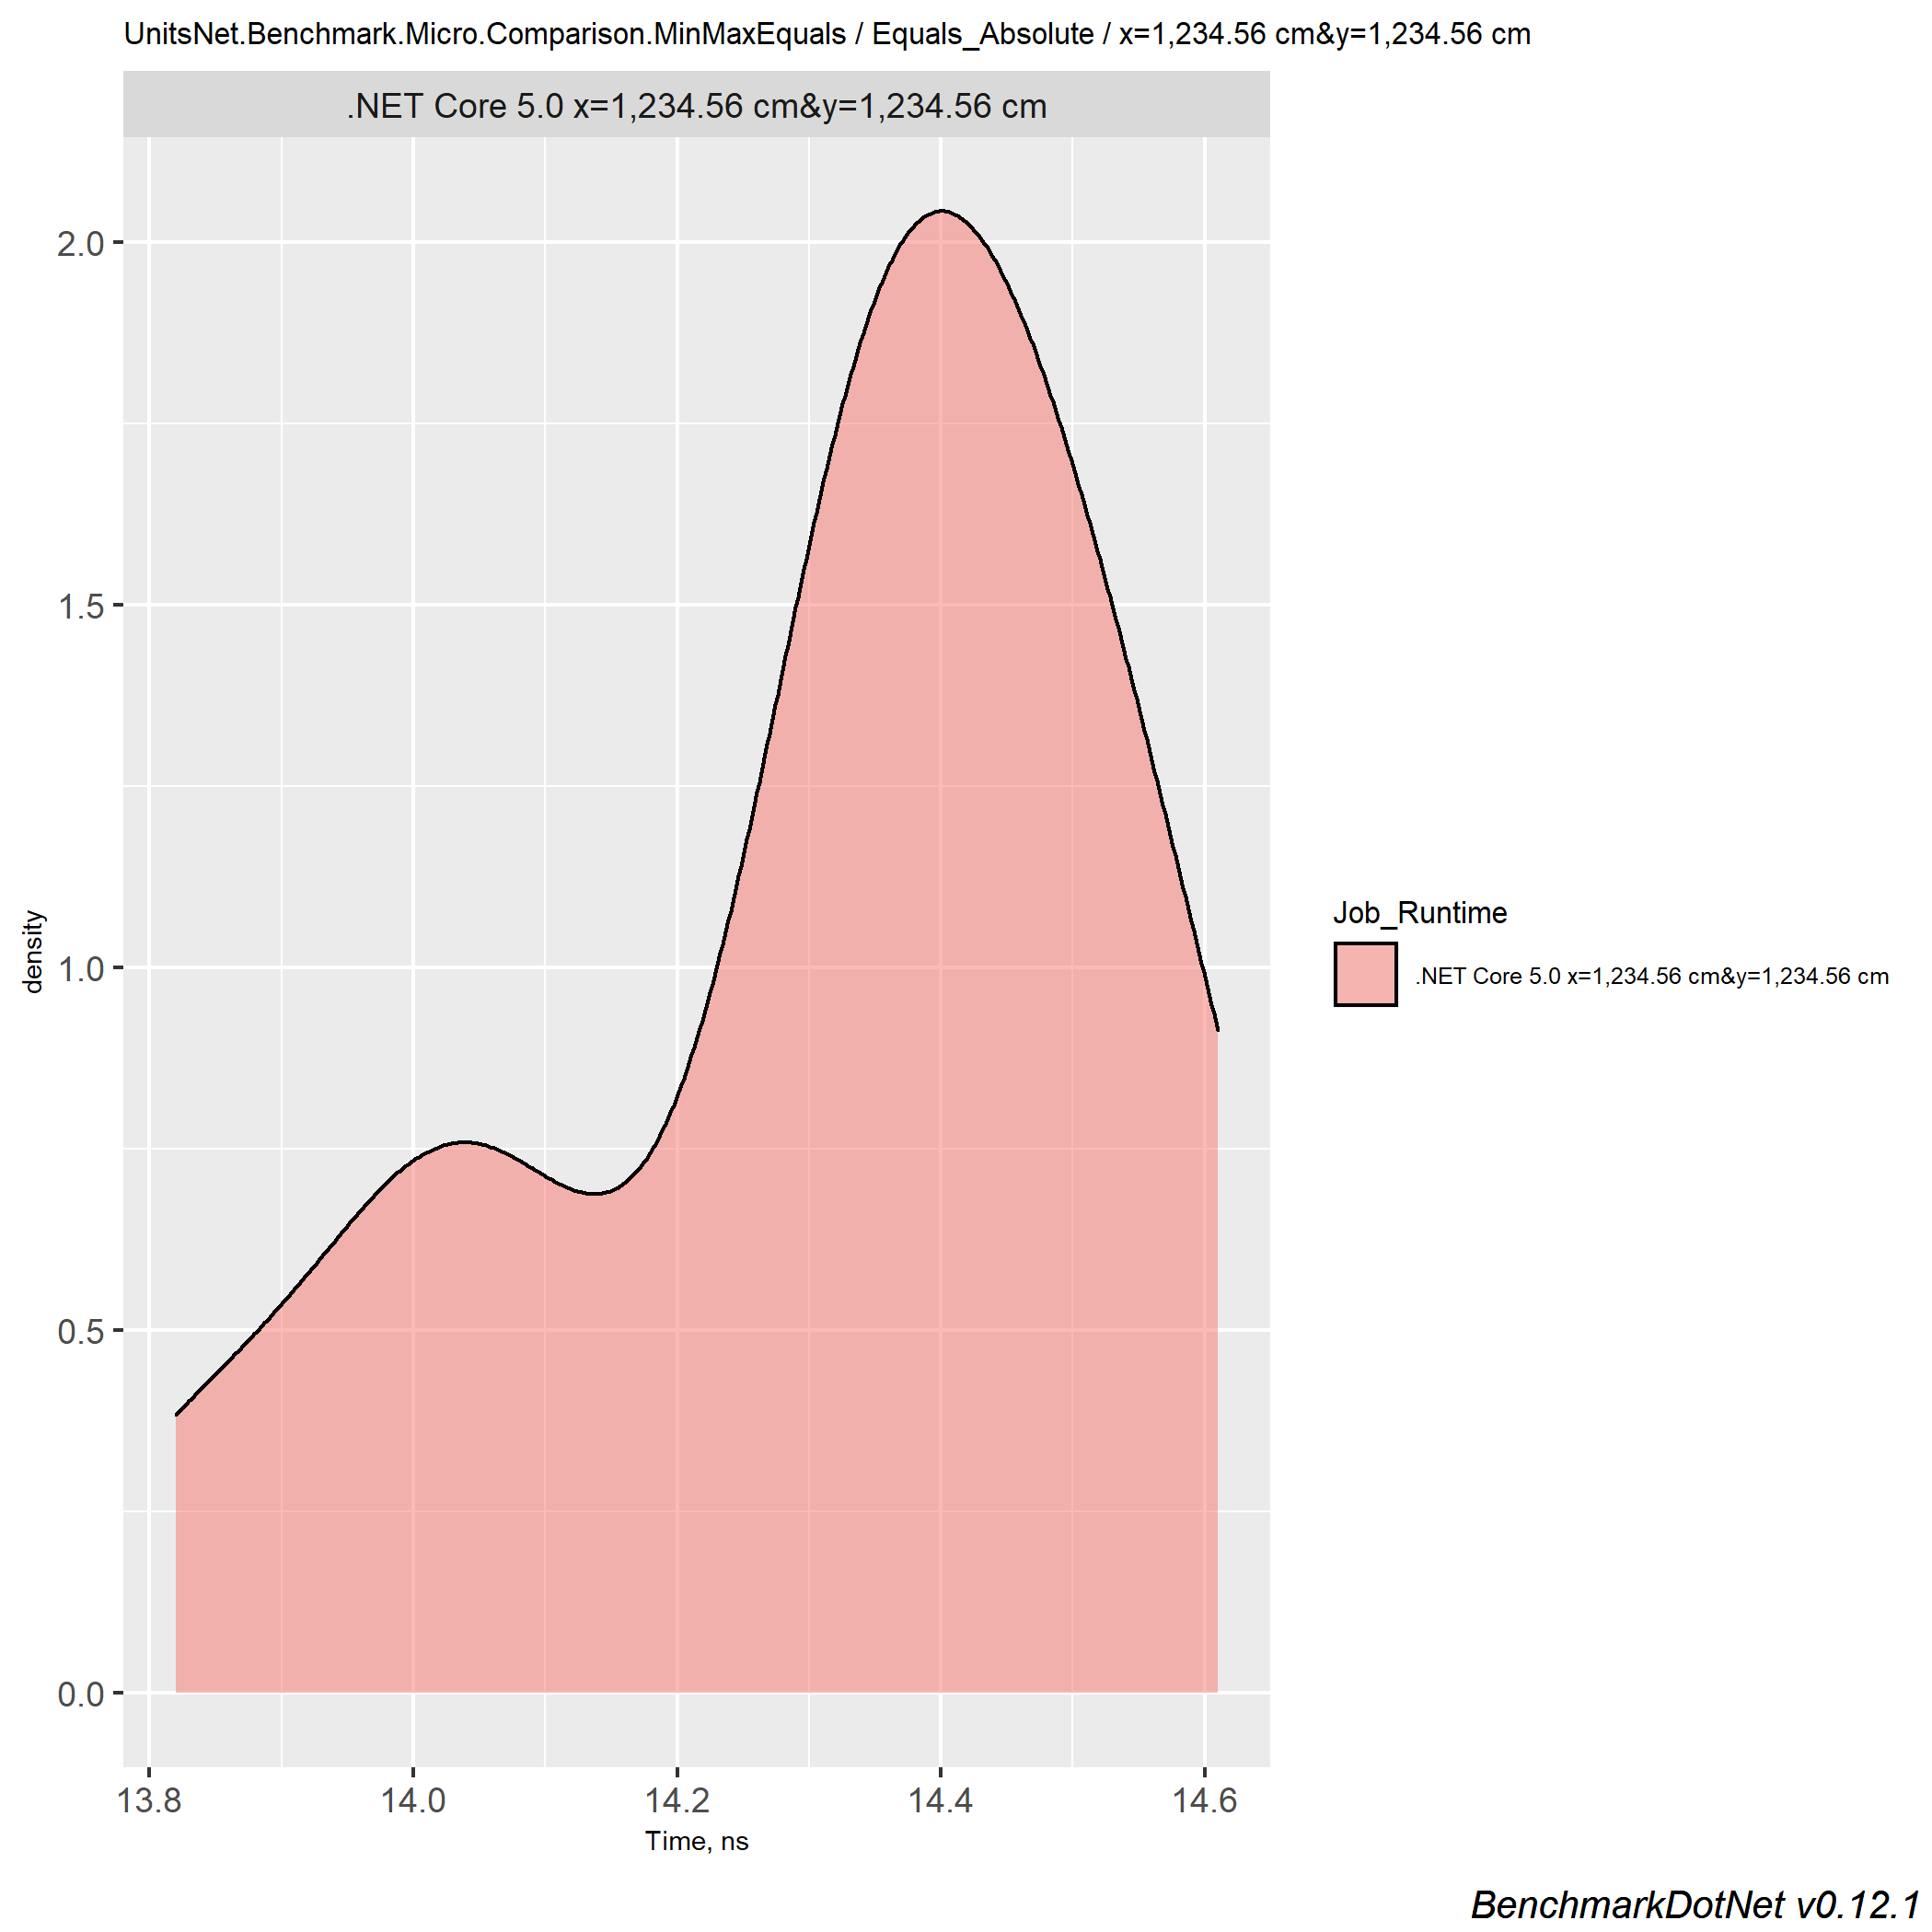 UnitsNet.Benchmark.Micro.Comparison.MinMaxEquals / Equals_Absolute / x=1,234.56 cm&y=1,234.56 cm
.NET Core 5.0 x=1,234.56 cm&y=1,234.56 cm
2.0
1.5
1.0
0.5
0.0
density
13.8 14.0 14.2 14.4 14.6
Time, ns
Job_Runtime
.NET Core 5.0 x=1,234.56 cm&y=1,234.56 cm
BenchmarkDotNet v0.12.1